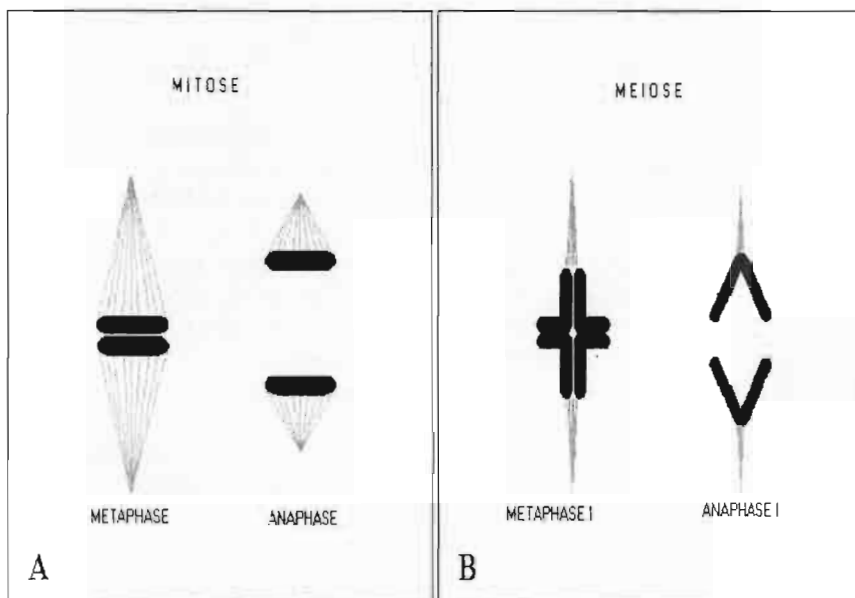 MITOSE
METAPHASE
ANAPHASE
A
MEIOSE
METAPHASE I
ANAPHASE I
B